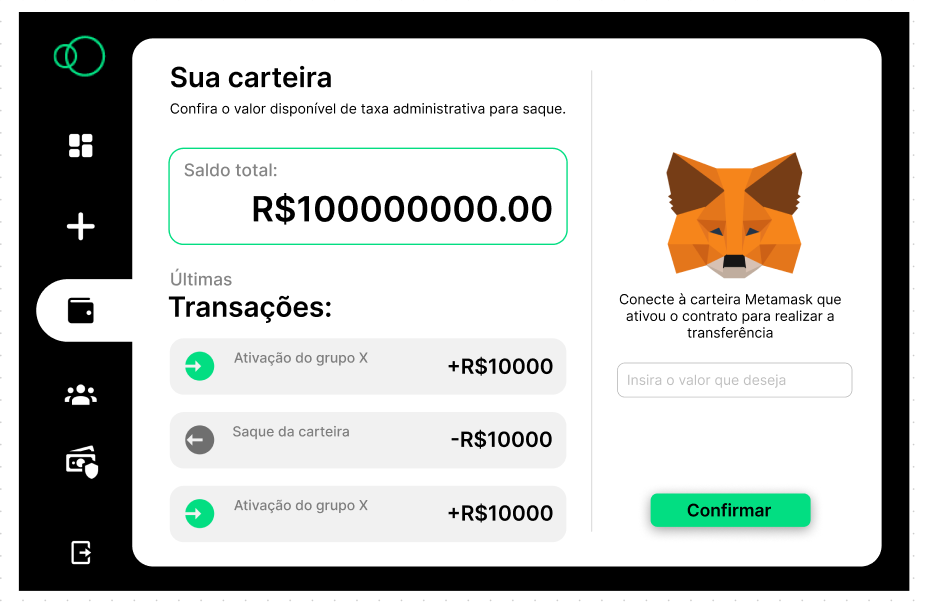 Sua carteira
Confira o valor disponível de taxa administrativa para saque.
Saldo total:
R$100000000.00
Últimas
Transações:
Ativação do grupo X
+R$10000
Saque da carteira
-R$10000
Ativação do grupo X
+R$10000
Conecte à carteira Metamask que
ativou o contrato para realizar a
transferência
Insira o valor que deseja
Confirmar